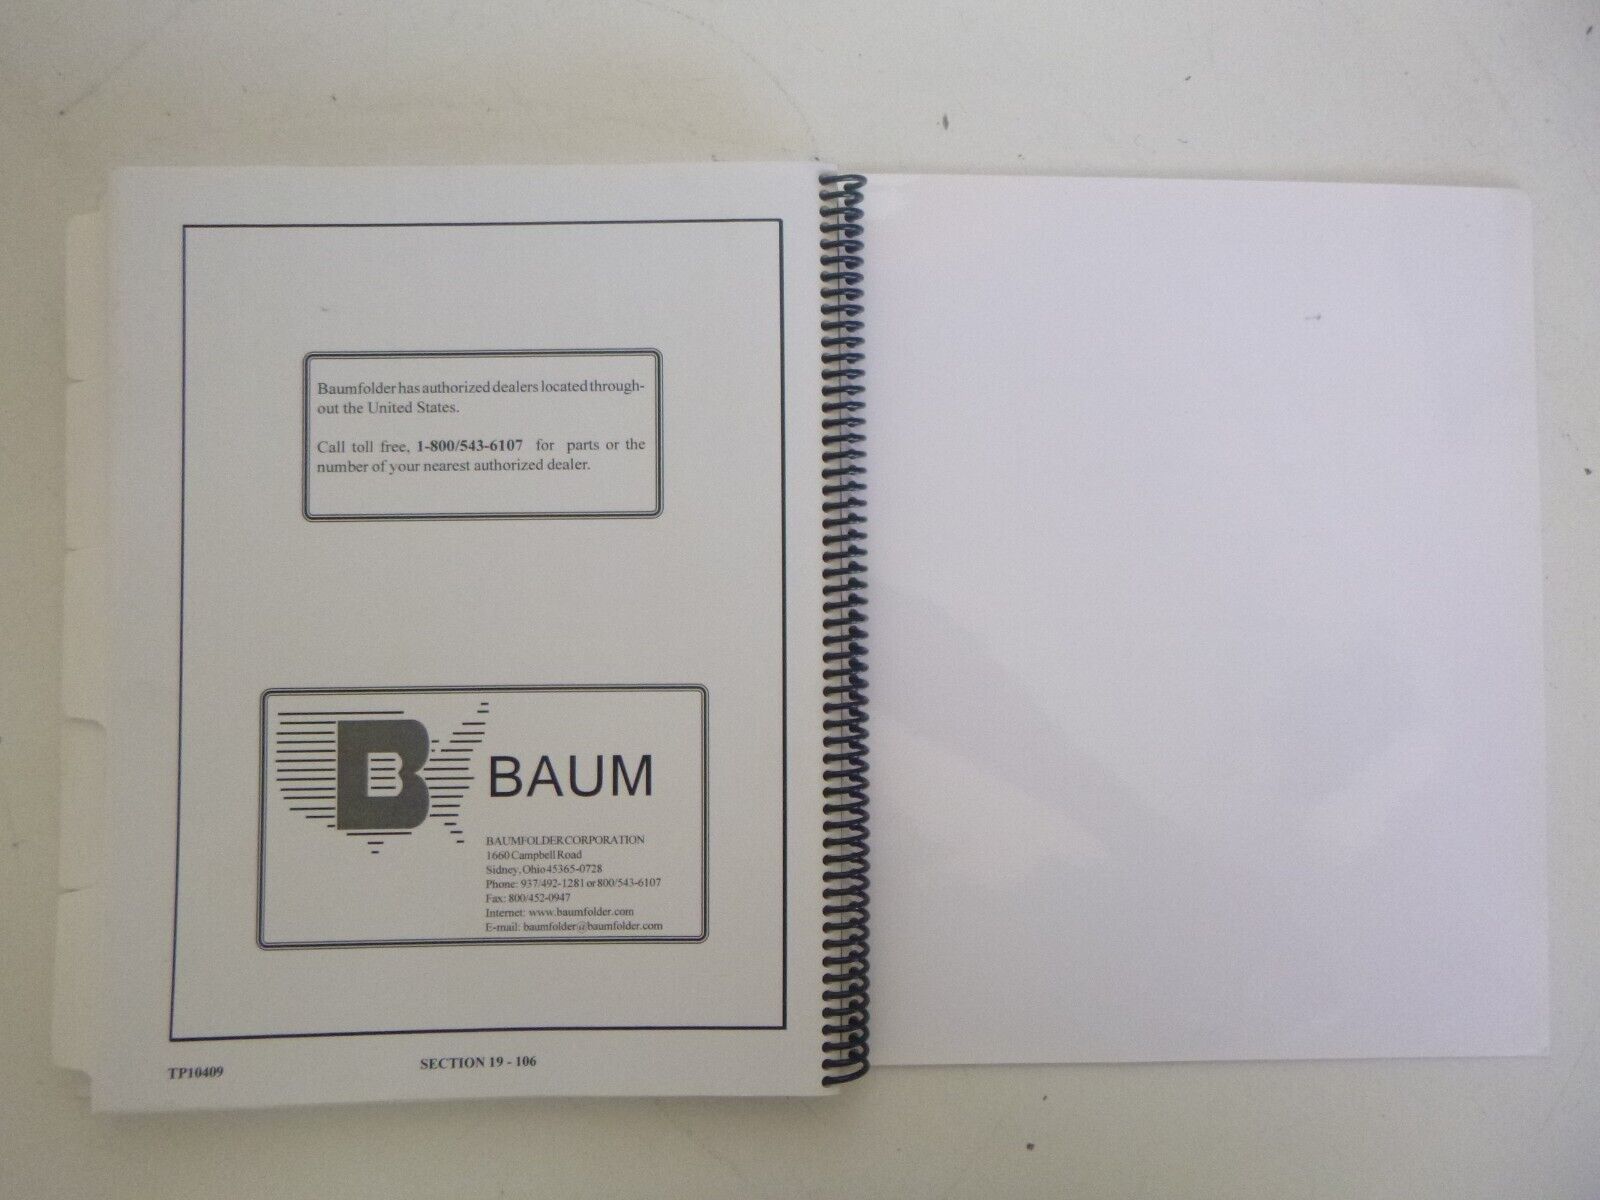 Baumfolder has authorized dealers located through-
out the United States.
Call toll free, 1-800/543-6107 for parts or the
number of your nearest authorized dealer.
B
BAUM
BAUMFOLDER CORPORATION
1660 Campbell Road
Sidney, Ohio 45365-0728
Phone: 937/492-1281 or 800/543-6107
Fax: 800/452-0947
Internet: www.baumfolder.com
E-mail: baumfolder@baumfolder.com
TP10409
SECTION 19 - 106